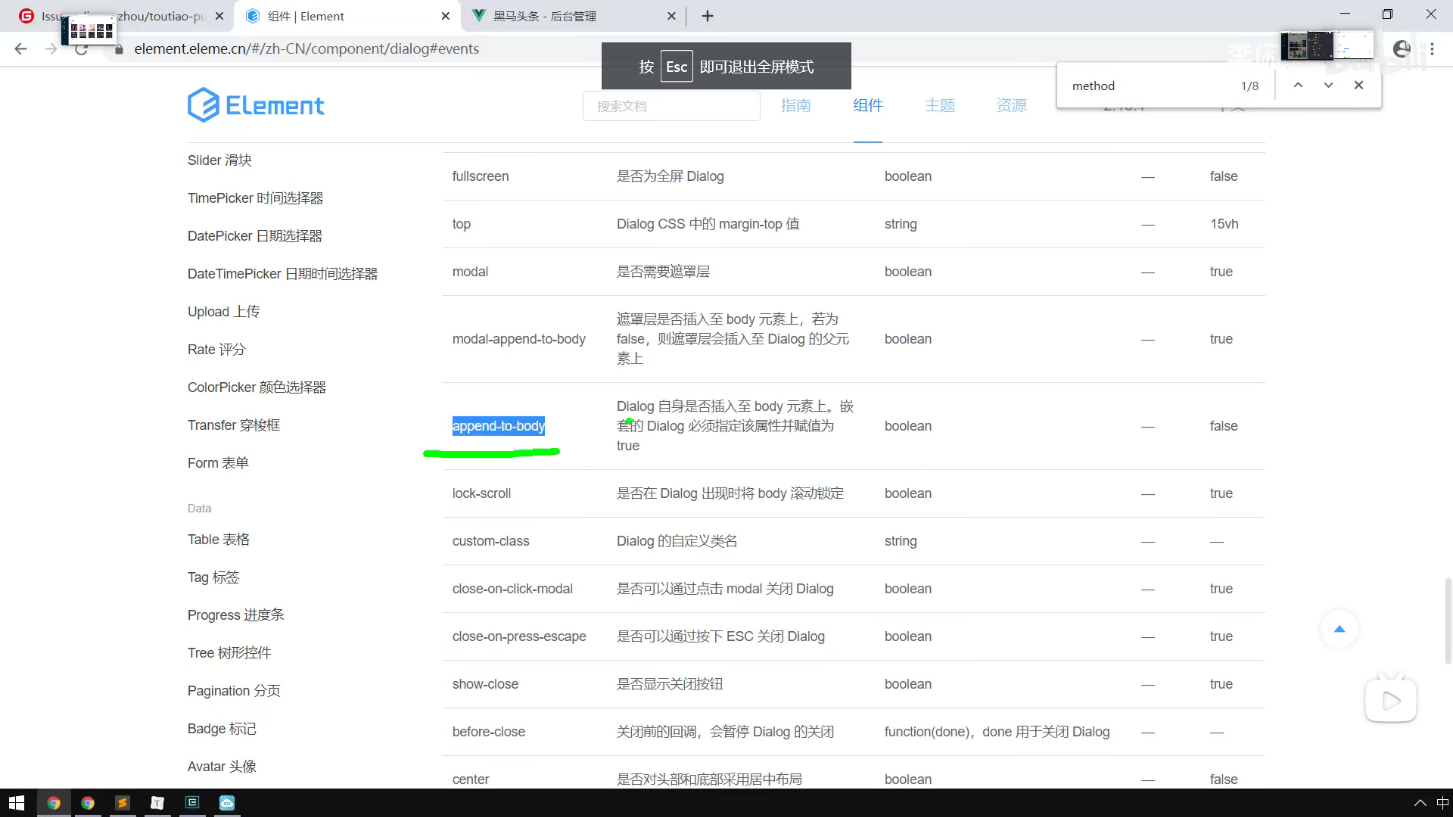 组件 | Element
黑马头条 - 后台管理
element.eleme.cn/#/zh-CN/component/dialog#events
按 Esc 即可退出全屏模式
method 1/8
Element
搜索文档
指南
组件
主题
资源
Slider 滑块
TimePicker 时间选择器
DatePicker 日期选择器
DateTimePicker 日期时间选择器
Upload 上传
Rate 评分
ColorPicker 颜色选择器
Transfer 穿梭框
Form 表单
Data
Table 表格
Tag 标签
Progress 进度条
Tree 树形控件
Pagination 分页
Badge 标记
Avatar 头像
fullscreen 是否为全屏 Dialog boolean — false
top Dialog CSS 中的 margin-top 值 string — 15vh
modal 是否需要遮罩层 boolean — true
modal-append-to-body 遮罩层是否插入至 body 元素上，若为
false，则遮罩层会插入至 Dialog 的父元
素上 boolean — true
append-to-body Dialog 自身是否插入至 body 元素上。嵌
套的 Dialog 必须指定该属性并赋值为
true boolean — false
lock-scroll 是否在 Dialog 出现时将 body 滚动锁定 boolean — true
custom-class Dialog 的自定义类名 string — —
close-on-click-modal 是否可以通过点击 modal 关闭 Dialog boolean — true
close-on-press-escape 是否可以通过按下 ESC 关闭 Dialog boolean — true
show-close 是否显示关闭按钮 boolean — true
before-close 关闭前的回调，会暂停 Dialog 的关闭 function(done)，done 用于关闭 Dialog — —
center 是否对头部和底部采用居中布局 boolean — false
中